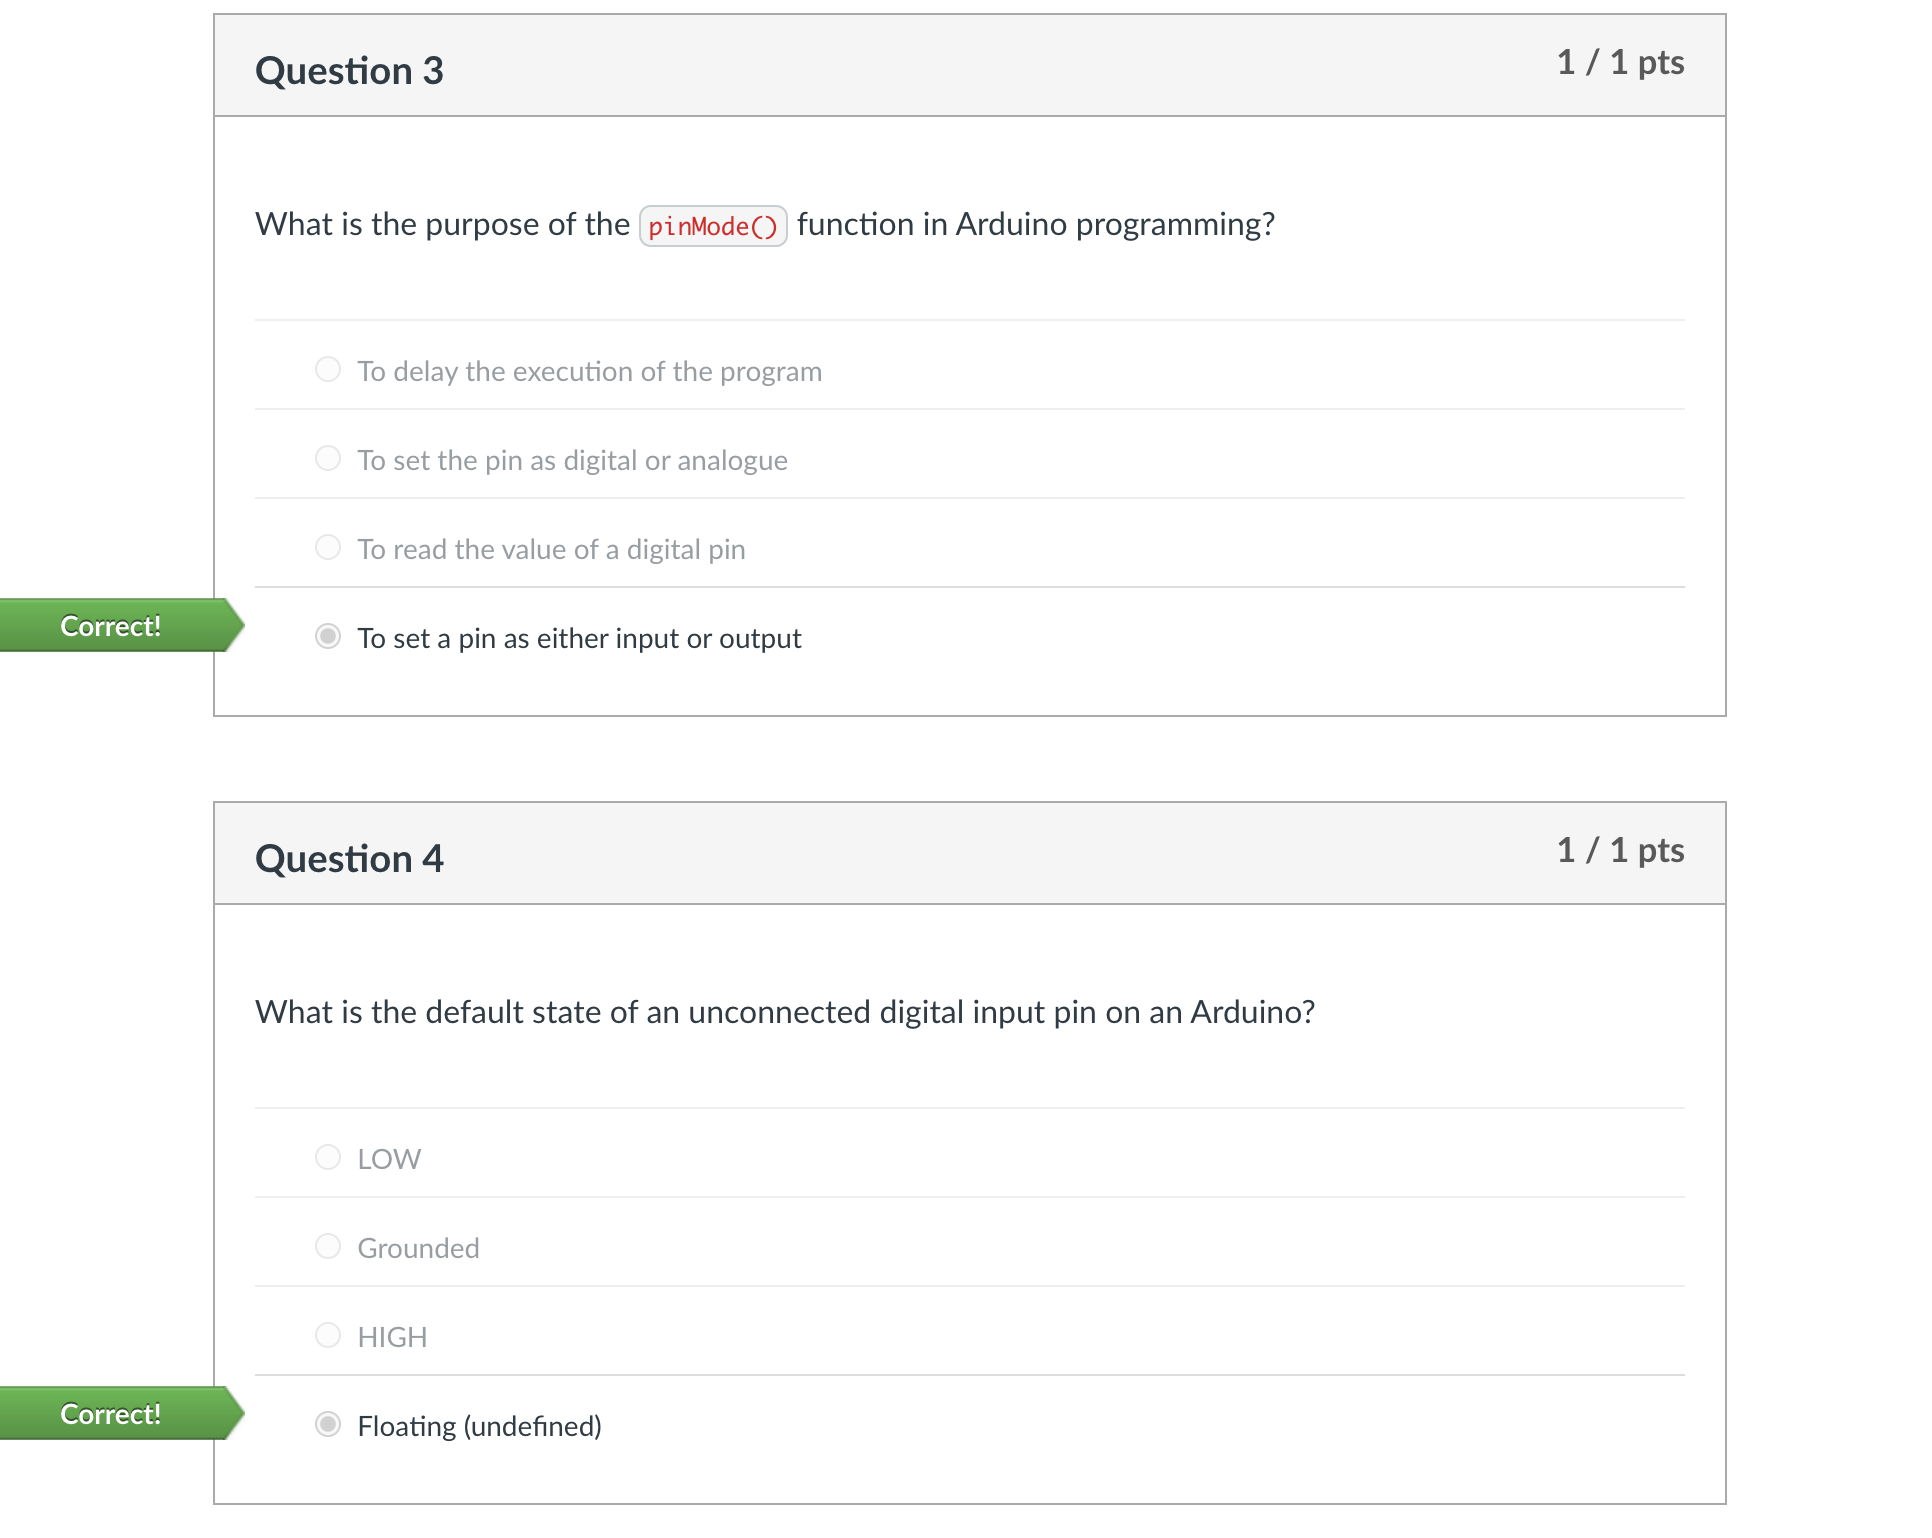 Question 3
1 / 1 pts
What is the purpose of the pinMode() function in Arduino programming?
To delay the execution of the program
To set the pin as digital or analogue
To read the value of a digital pin
Correct!
To set a pin as either input or output
Question 4
1 / 1 pts
What is the default state of an unconnected digital input pin on an Arduino?
LOW
Grounded
HIGH
Correct!
Floating (undefined)